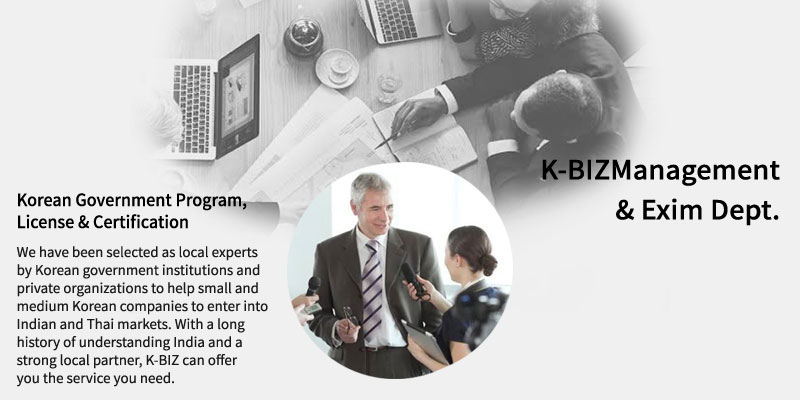 K-BIZManagement
& Exim Dept.
Korean Government Program,
License & Certification
We have been selected as local experts
by Korean government institutions and
private organizations to help small and
medium Korean companies to enter into
Indian and Thai markets. With a long
history of understanding India and a
strong local partner, K-BIZ can offer
you the service you need.